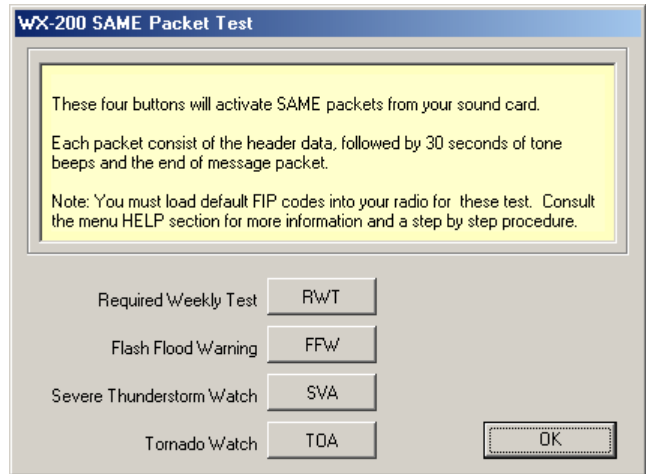 WX-200 SAME Packet Test
These four buttons will activate SAME packets from your sound card.
Each packet consist of the header data, followed by 30 seconds of tone
beeps and the end of message packet.
Note: You must load default FIP codes into your radio for these test. Consult
the menu HELP section for more information and a step by step procedure.
Required Weekly Test RWT
Flash Flood Warning FFW
Severe Thunderstorm Watch SVA
Tornado Watch TOA
OK